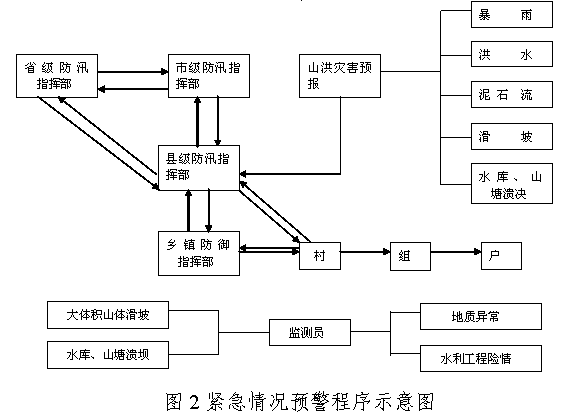 省级防汛
指挥部
市级防汛指
挥部
山洪灾害预
报
暴 雨
洪 水
泥 石 流
滑 坡
水 库 、 山
塘溃决
县级防汛指
挥部
乡 镇 防 御
指挥部
村
组
户
大体积山体滑坡
水库、山塘溃坝
监测员
地质异常
水利工程险情
图2紧急情况预警程序示意图